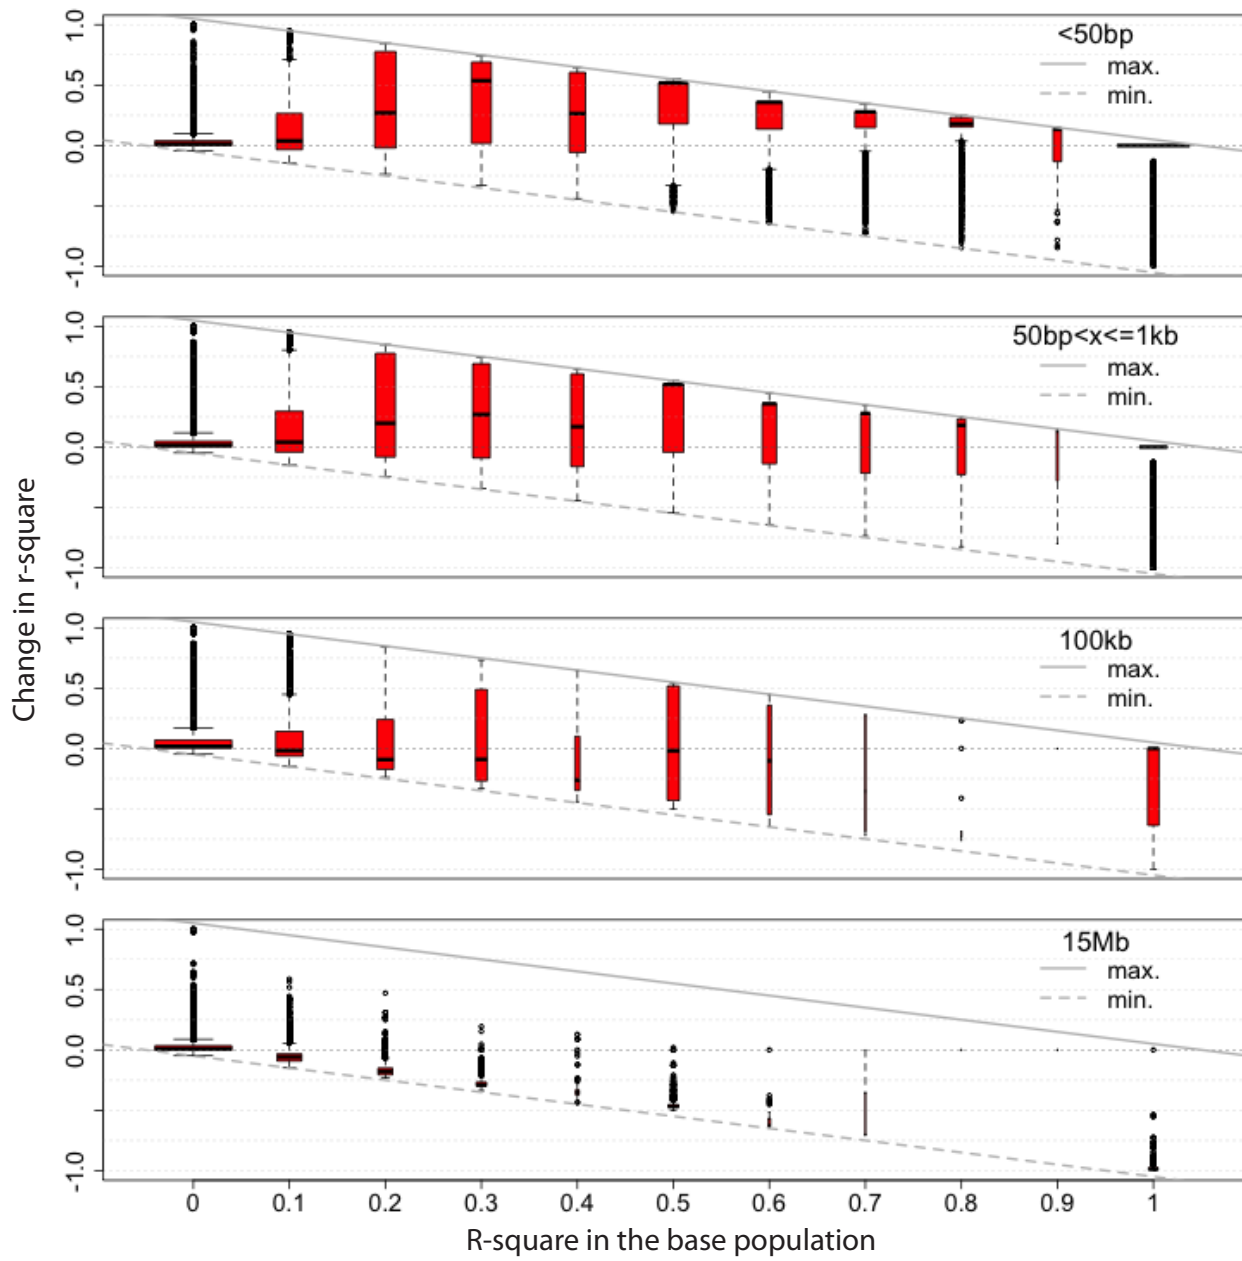 Change in r-square
1.0
0.5
0.0
-1.0
<50bp
max.
min.
1.0
0.5
0.0
-1.0
50bp<x<=1kb
max.
min.
1.0
0.5
0.0
-1.0
100kb
max.
min.
1.0
0.5
0.0
-1.0
15Mb
max.
min.
0 0.1 0.2 0.3 0.4 0.5 0.6 0.7 0.8 0.9 1
R-square in the base population